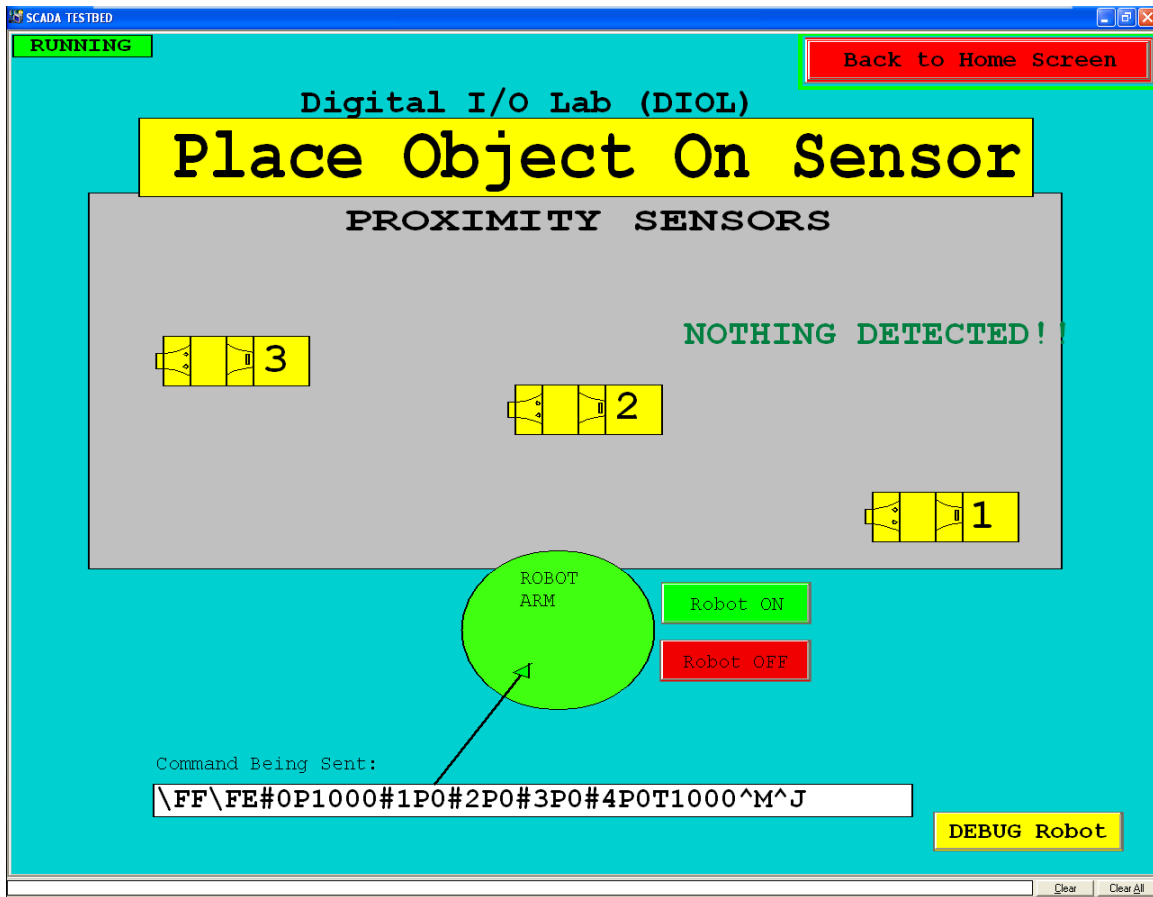 SCADA TESTBED
RUNNING
Back to Home Screen
Digital I/O Lab (DIOL)
Place Object On Sensor
PROXIMITY SENSORS
NOTHING DETECTED!!
3
2
1
ROBOT
ARM
Robot ON
Robot OFF
Command Being Sent:
\FF\FE#0P1000#1P0#2P0#3P0#4P0T1000^M^J
DEBUG Robot
Clear
Clear All